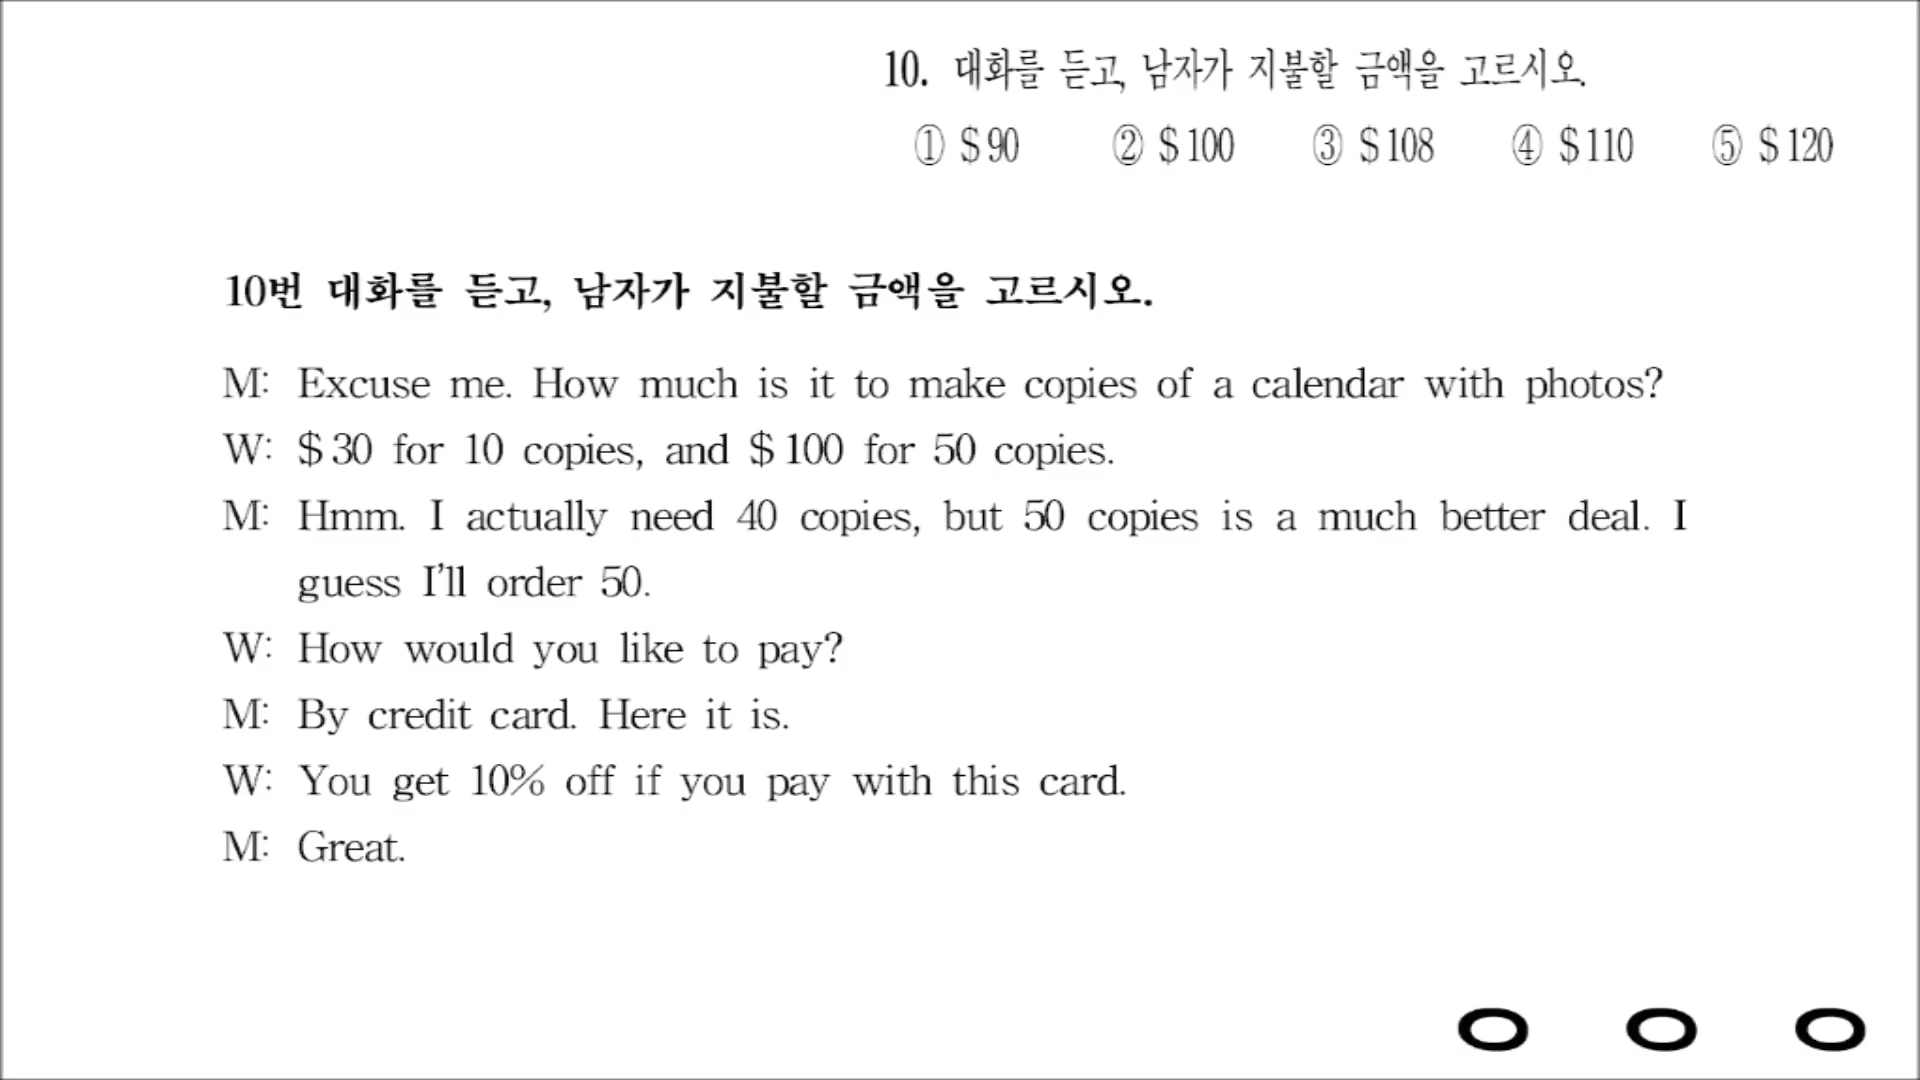 10. 대화를 듣고, 남자가 지불할 금액을 고르시오.
① $90 ② $100 ③ $108 ④ $110 ⑤ $120
10번 대화를 듣고, 남자가 지불할 금액을 고르시오.
M: Excuse me. How much is it to make copies of a calendar with photos?
W: $30 for 10 copies, and $100 for 50 copies.
M: Hmm. I actually need 40 copies, but 50 copies is a much better deal. I
guess I'll order 50.
W: How would you like to pay?
M: By credit card. Here it is.
W: You get 10% off if you pay with this card.
M: Great.